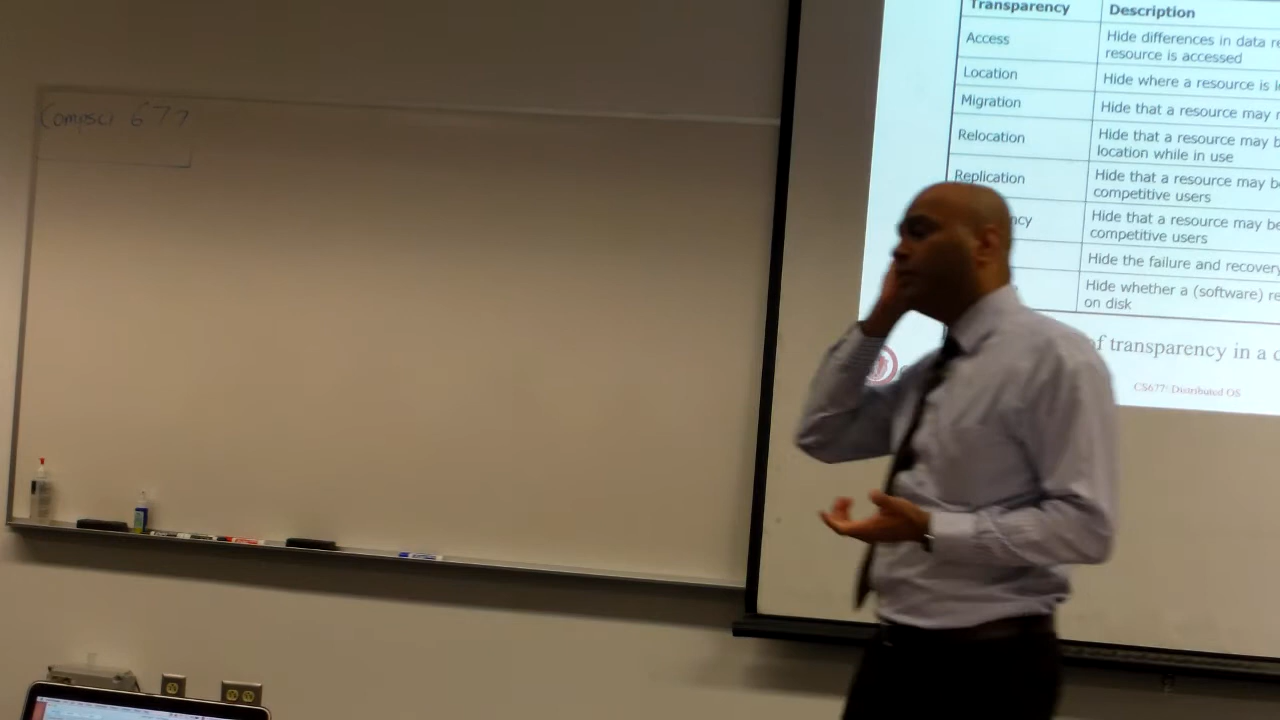 Compsci 677
Transparency Description
Access Hide differences in data re
resource is accessed
Location Hide where a resource is l
Migration Hide that a resource may
Relocation Hide that a resource may b
location while in use
Replication Hide that a resource may be
competitive users
ncy Hide that a resource may be
competitive users
Hide the failure and recovery
Hide whether a (software) re
on disk
of transparency in a
CS677: Distributed OS